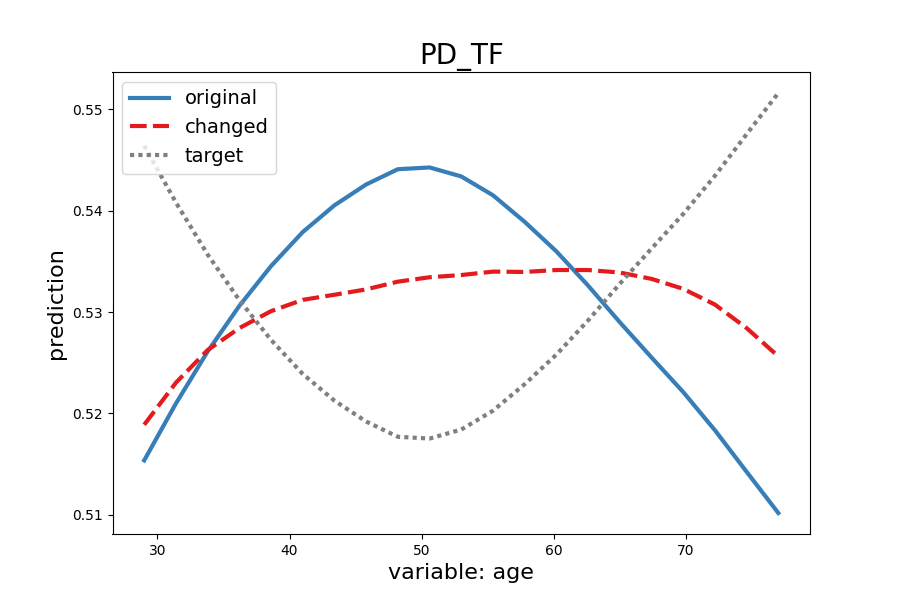 PD_TF
original
changed
target
prediction
0.55
0.54
0.53
0.52
0.51
30 40 50 60 70
variable: age